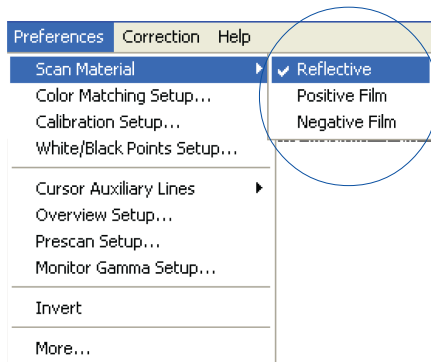 Preferences Correction Help
Scan Material
Color Matching Setup...
Calibration Setup...
White/Black Points Setup...
Cursor Auxiliary Lines
Overview Setup...
Prescan Setup...
Monitor Gamma Setup...
Invert
More...
Reflective
Positive Film
Negative Film